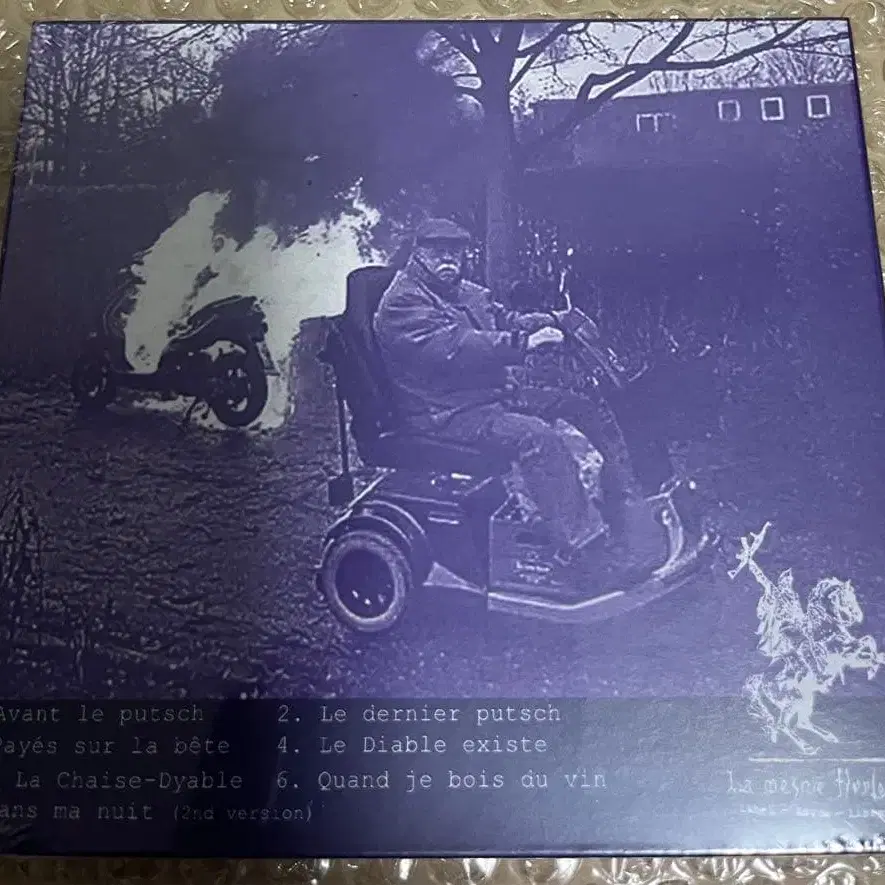 Avant le putsch 2. Le dernier putsch
Payés sur la bête 4. Le Diable existe
La Chaise-Dyable 6. Quand je bois du vin
ans ma nuit (2nd version)
La mesnie